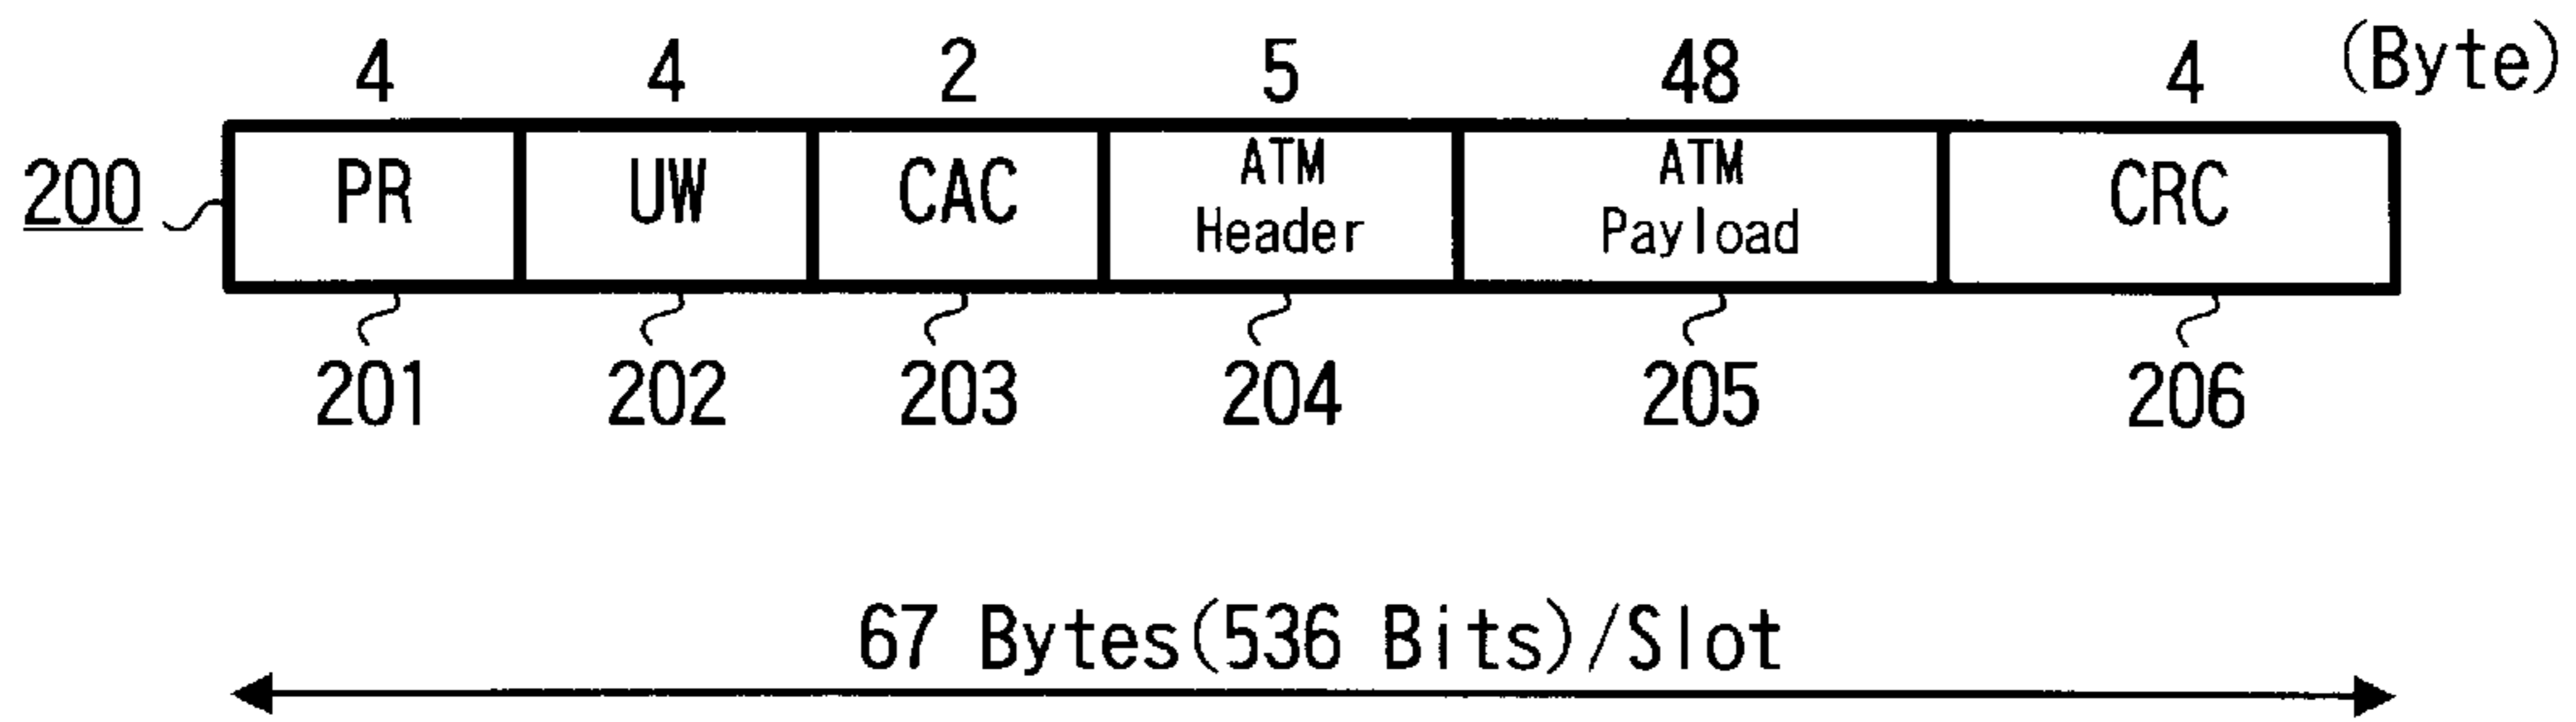 4 4 2 5 48 4 (Byte)
200 PR UW CAC ATM Header ATM Payload CRC
201 202 203 204 205 206
67 Bytes(536 Bits)/Slot